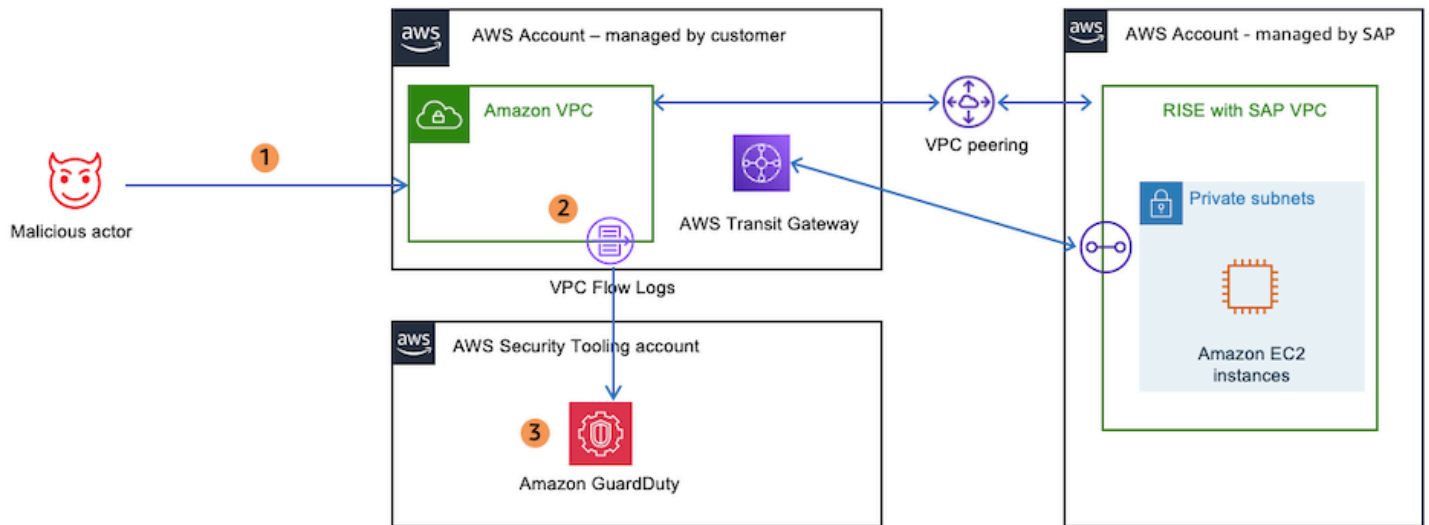 aws
AWS Account – managed by customer
aws
AWS Account - managed by SAP
Amazon VPC
RISE with SAP VPC
VPC peering
1
Malicious actor
2
AWS Transit Gateway
Private subnets
VPC Flow Logs
aws
AWS Security Tooling account
Amazon EC2
instances
3
Amazon GuardDuty